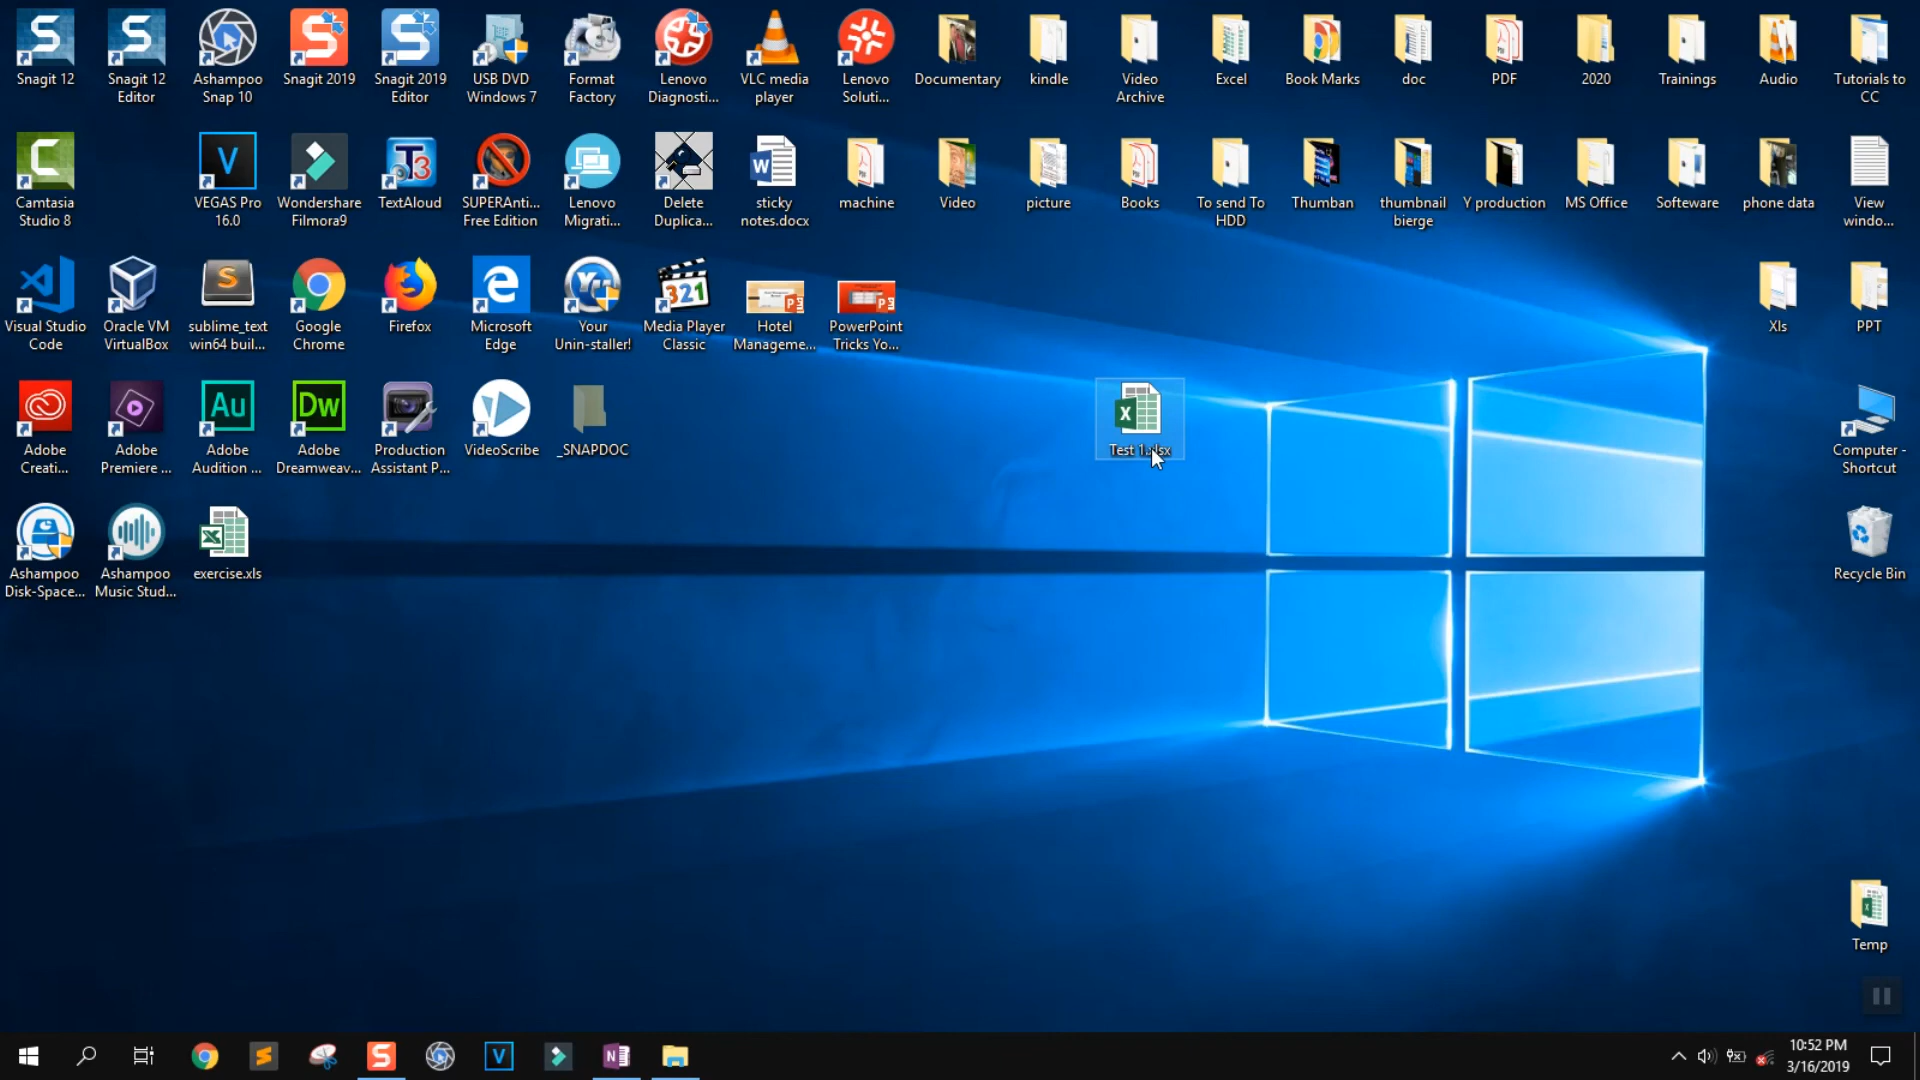 Snagit 12
Snagit 12
Editor
Ashampoo
Snap 10
Snagit 2019
Snagit 2019
Editor
USB DVD
Windows 7
Format
Factory
Lenovo
Diagnosti...
VLC media
player
Lenovo
Soluti...
Documentary
kindle
Video
Archive
Excel
Book Marks
doc
PDF
2020
Trainings
Audio
Tutorials to
CC
Camtasia
Studio 8
VEGAS Pro
16.0
Wondershare
Filmora9
TextAloud
SUPERAnti...
Free Edition
Lenovo
Migrati...
Delete
Duplica...
sticky
notes.docx
machine
Video
picture
Books
To send To
HDD
Thumban
thumbnail
bierge
Y production
MS Office
Softeware
phone data
View
windo...
Visual Studio
Code
Oracle VM
VirtualBox
sublime_text
win64 buil...
Google
Chrome
Firefox
Microsoft
Edge
Your
Unin-staller!
Media Player
Classic
Hotel
Manageme...
PowerPoint
Tricks Yo...
Xls
PPT
Adobe
Creati...
Adobe
Premiere ...
Adobe
Audition ...
Adobe
Dreamweav...
Production
Assistant P...
VideoScribe
_SNAPDOC
Test 1.xlsx
Computer -
Shortcut
Ashampoo
Disk-Space...
Ashampoo
Music Stud...
exercise.xls
Recycle Bin
Temp
10:52 PM
3/16/2019